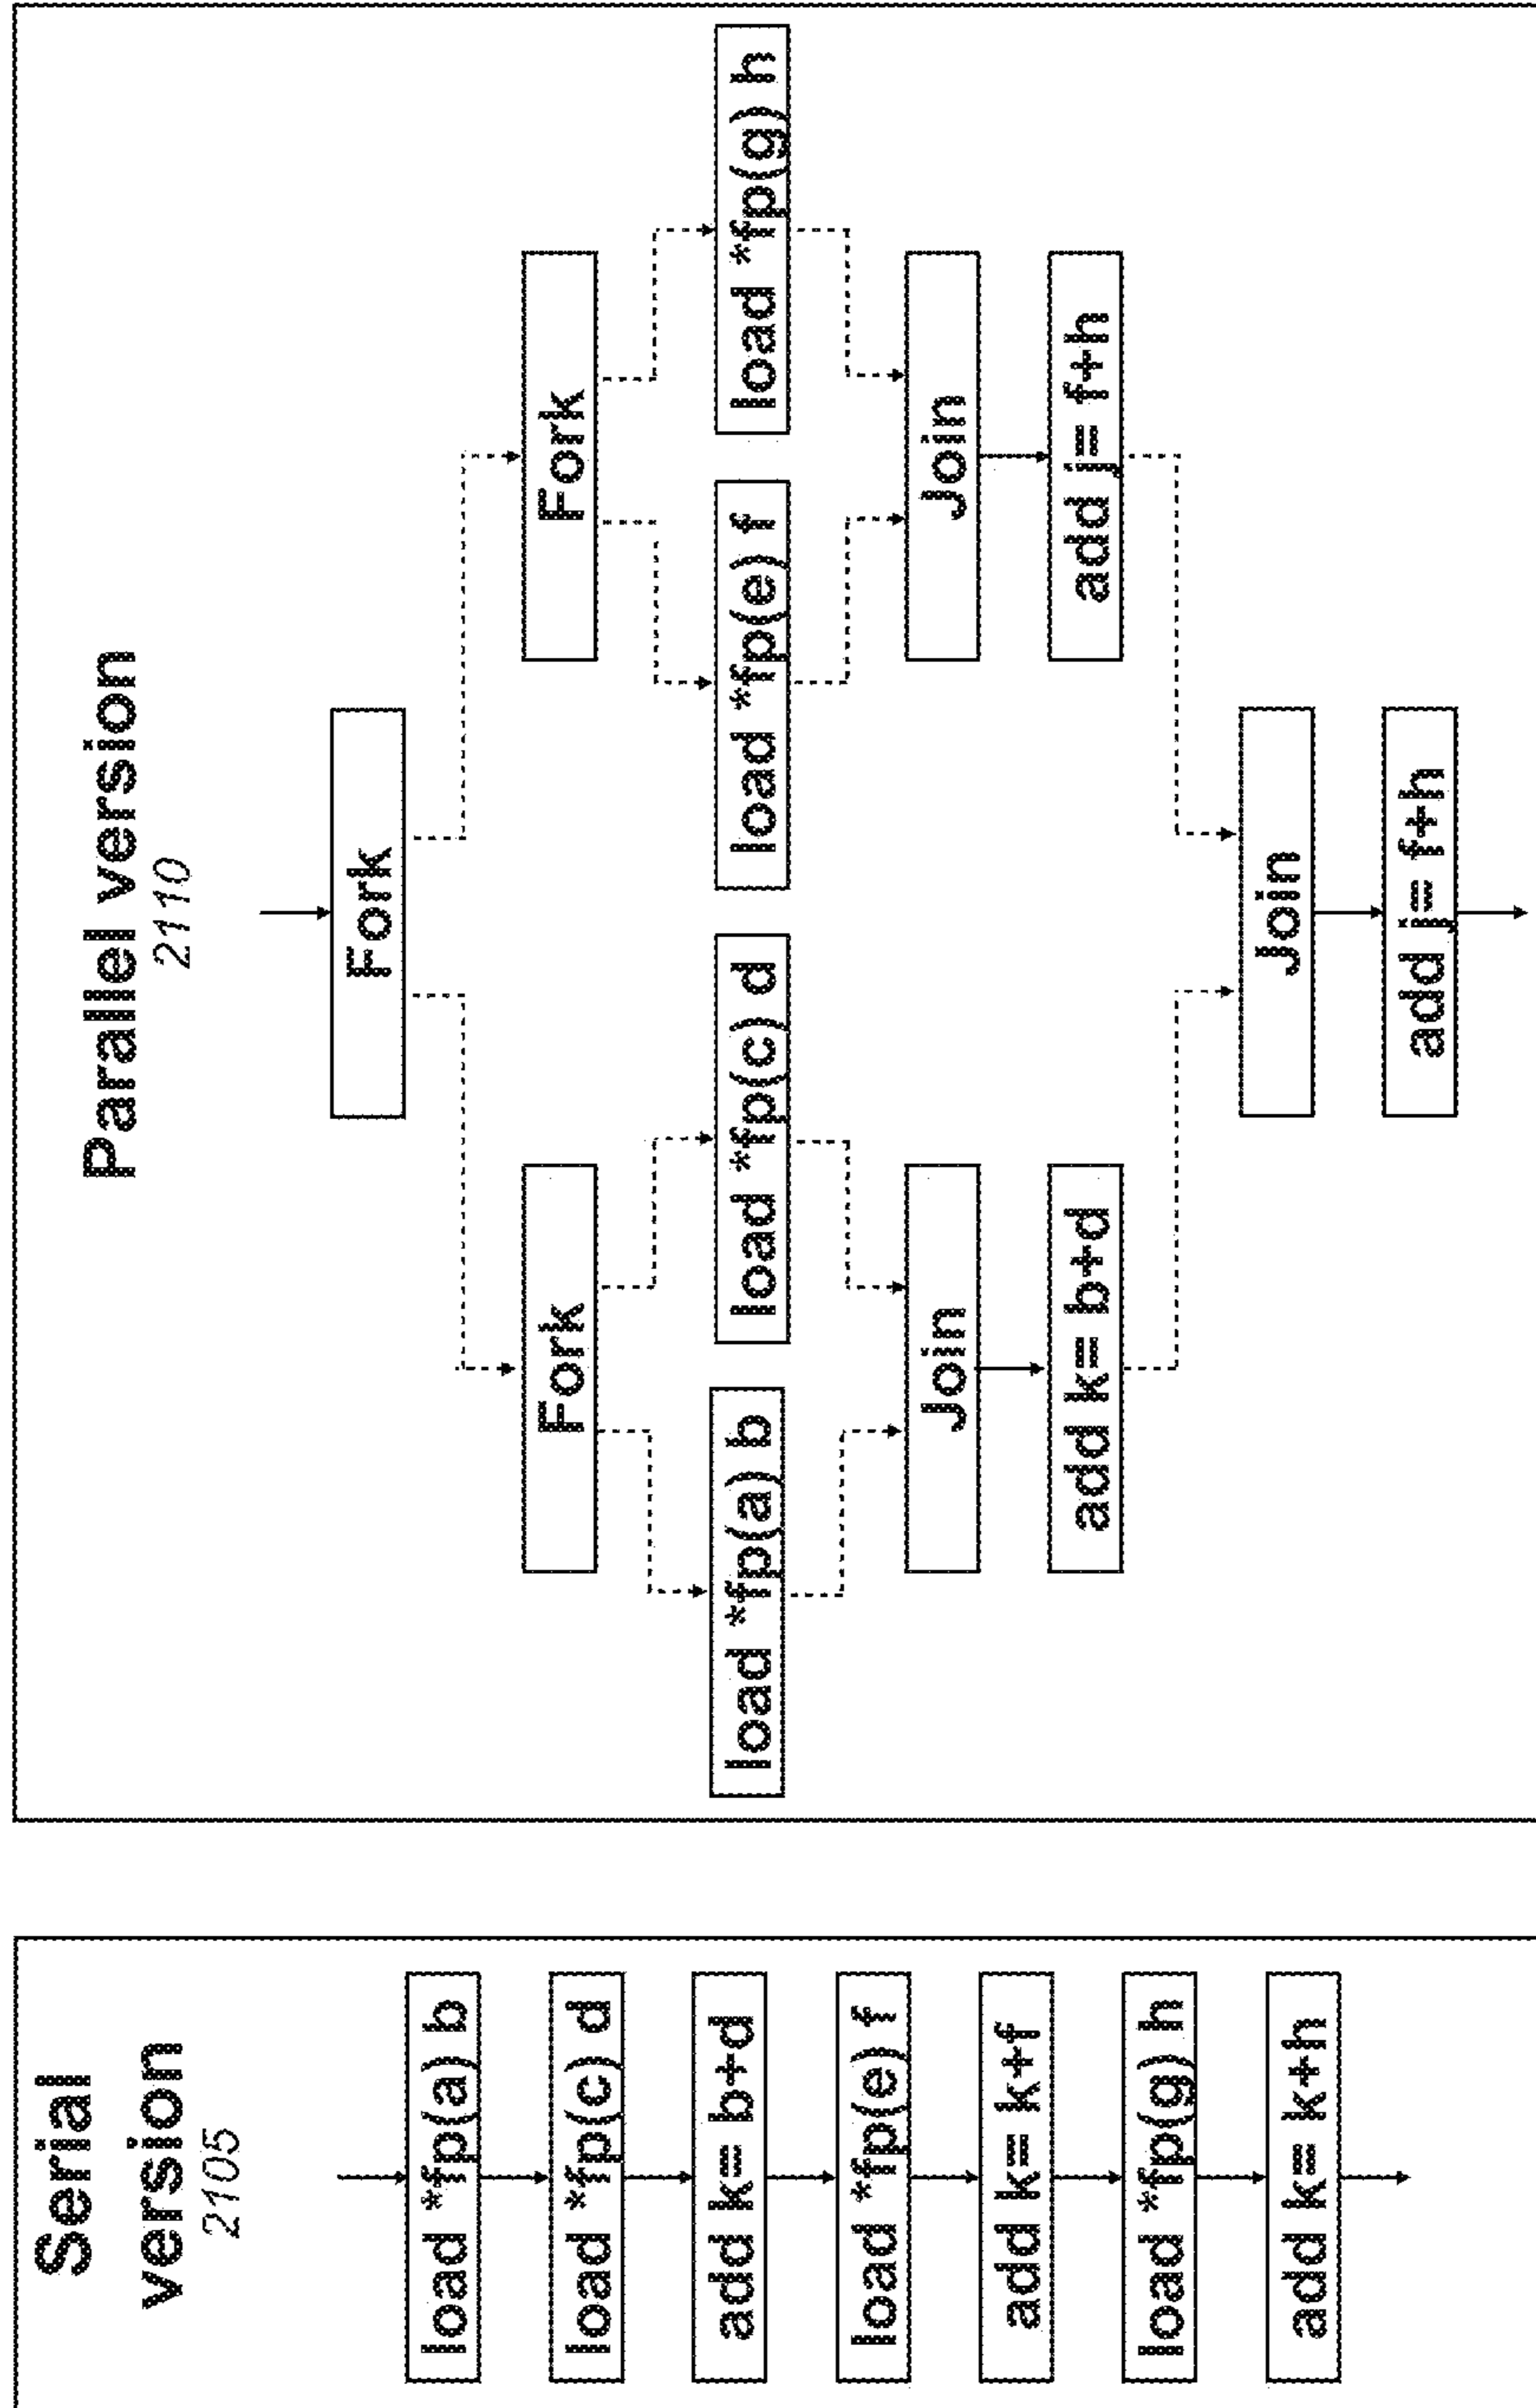 Serial
version
2105
load *fp(a) b
load *fp(c) d
add k= b+d
load *fp(e) f
add k= k+f
load *fp(g) h
add k= k+h
Parallel version
2110
Fork
Fork
Fork
load *fp(a) b
load *fp(c) d
load *fp(e) f
load *fp(g) h
Join
Join
add k= b+d
add j= f+h
Join
add j= f+h